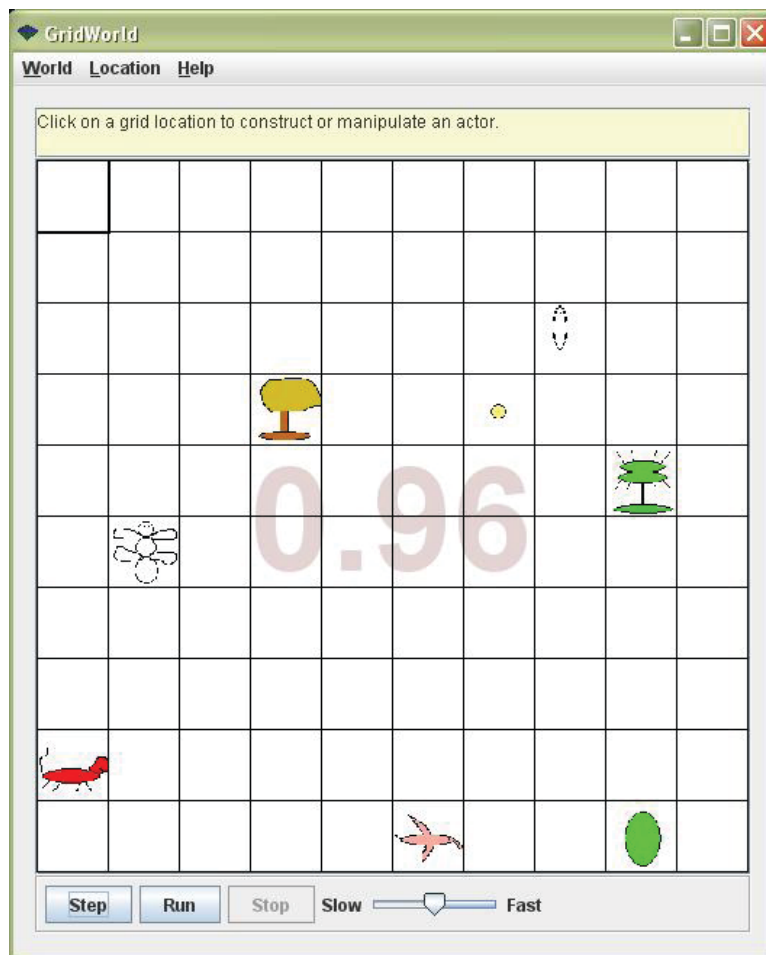 GridWorld
World Location Help
Click on a grid location to construct or manipulate an actor.
0.96
Step Run Stop Slow Fast